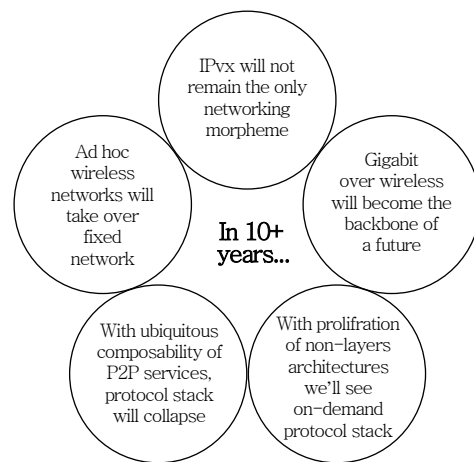 IPvx will not
remain the only
networking
morpheme
Ad hoc
wireless
networks will
take over
fixed
network
Gigabit
over wireless
will become the
backbone of
a future
In 10+
years...
With ubiquitous
composability of
P2P services,
protocol stack
will collapse
With prolifration
of non-layers
architectures
we'll see
on-demand
protocol stack